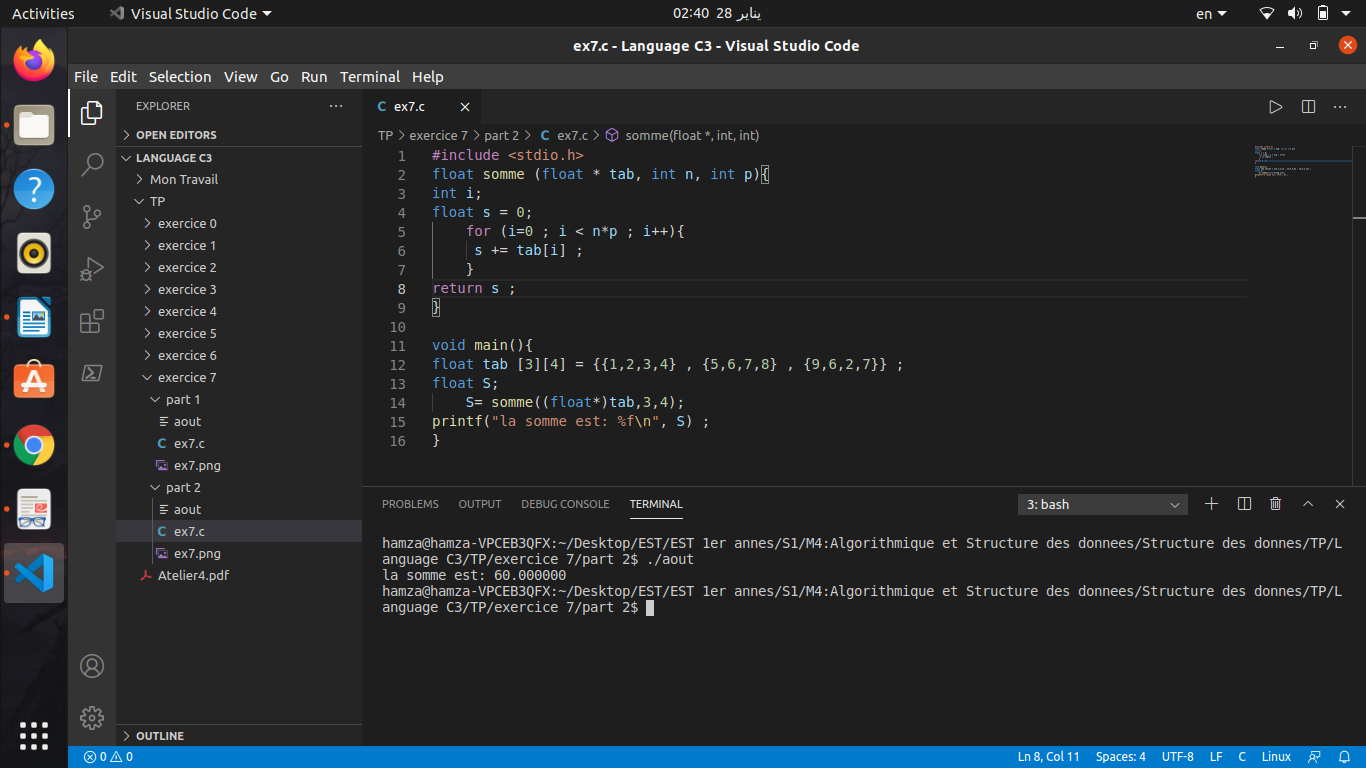 Activities Visual Studio Code 02:40 28 يناير en
ex7.c - Language C3 - Visual Studio Code
File Edit Selection View Go Run Terminal Help
EXPLORER
OPEN EDITORS
LANGUAGE C3
Mon Travail
TP
exercice 0
exercice 1
exercice 2
exercice 3
exercice 4
exercice 5
exercice 6
exercice 7
part 1
aout
C ex7.c
ex7.png
part 2
aout
C ex7.c
ex7.png
Atelier4.pdf
OUTLINE
C ex7.c
TP > exercice 7 > part 2 > C ex7.c > somme(float *, int, int)
1 #include <stdio.h>
2 float somme (float * tab, int n, int p){
3 int i;
4 float s = 0;
5 for (i=0 ; i < n*p ; i++){
6 s += tab[i] ;
7 }
8 return s ;
9 }
10
11 void main(){
12 float tab [3][4] = {{1,2,3,4} , {5,6,7,8} , {9,6,2,7}} ;
13 float S;
14 S= somme((float*)tab,3,4);
15 printf("la somme est: %f\n", S) ;
16 }
PROBLEMS OUTPUT DEBUG CONSOLE TERMINAL 3: bash
hamza@hamza-VPCEB3QFX:~/Desktop/EST/EST 1er annes/S1/M4:Algorithmique et Structure des donnees/Structure des donnes/TP/L
anguage C3/TP/exercice 7/part 2$ ./aout
la somme est: 60.000000
hamza@hamza-VPCEB3QFX:~/Desktop/EST/EST 1er annes/S1/M4:Algorithmique et Structure des donnees/Structure des donnes/TP/L
anguage C3/TP/exercice 7/part 2$
0 0 Ln 8, Col 11 Spaces: 4 UTF-8 LF C Linux